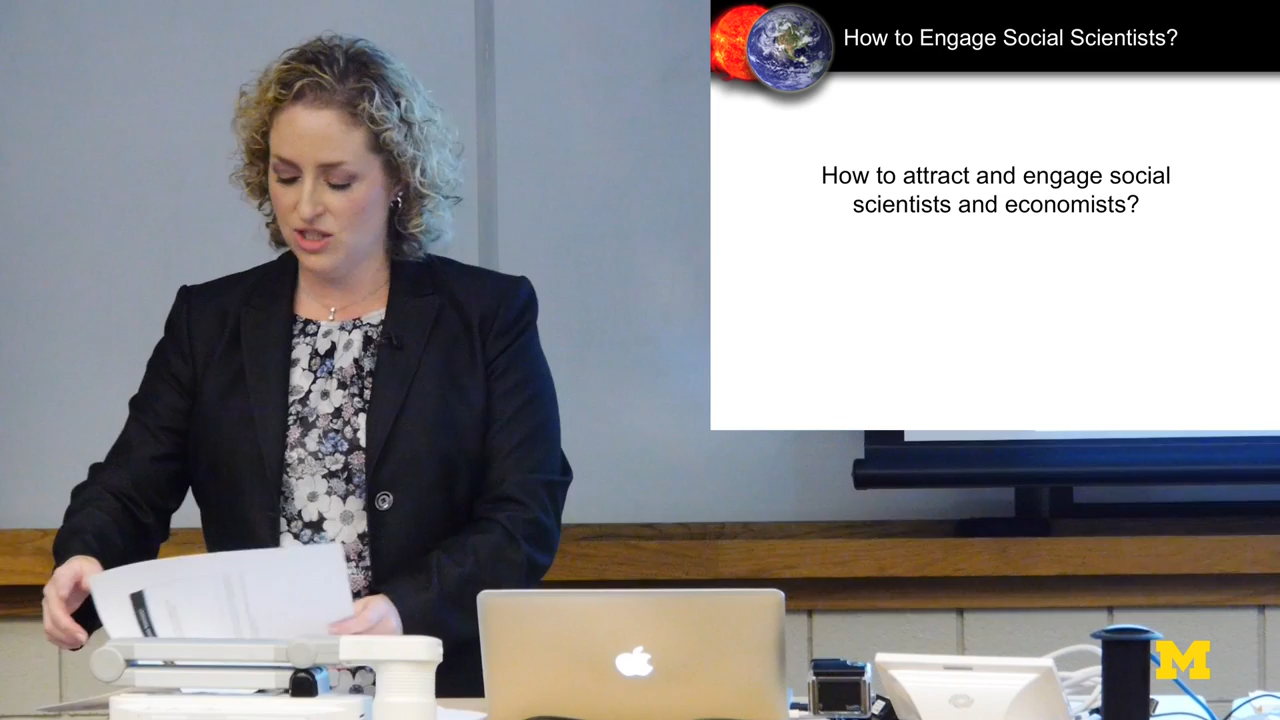 How to Engage Social Scientists?
How to attract and engage social
scientists and economists?
M